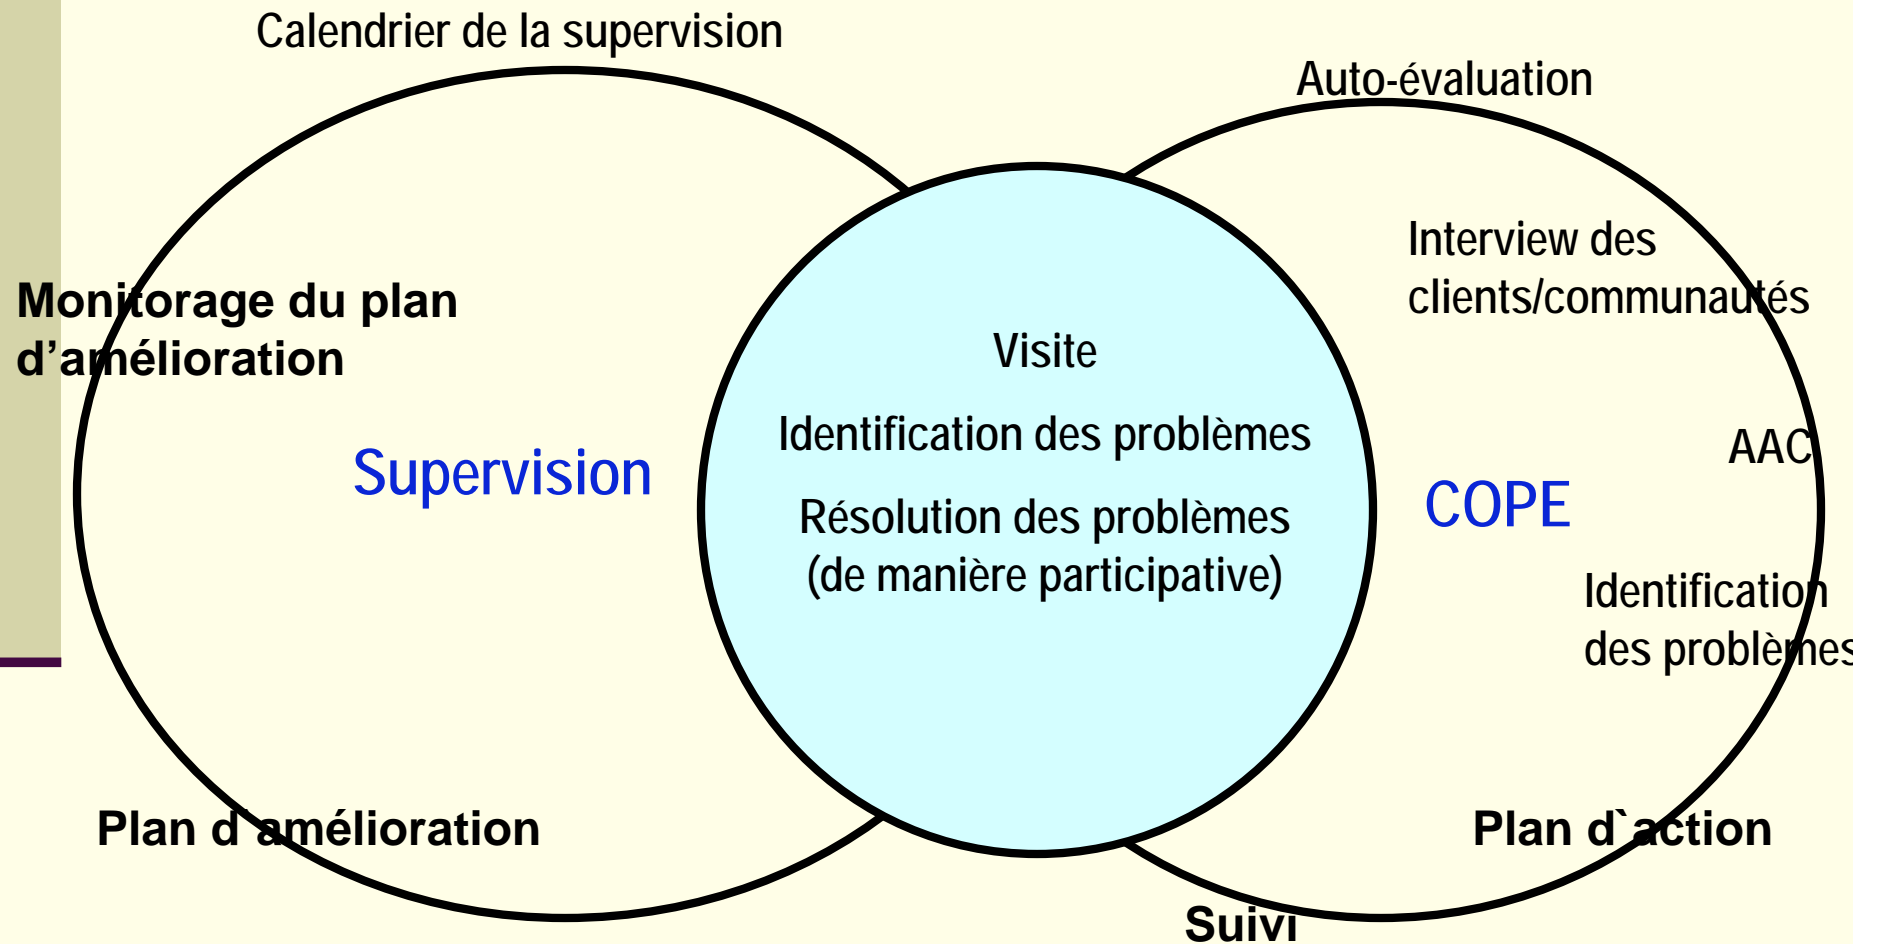 Calendrier de la supervision
Auto-évaluation
Interview des
clients/communautés
Monitorage du plan
d’amélioration
Visite
Identification des problèmes
Supervision
AAC
COPE
Résolution des problèmes
(de manière participative)
Identification
des problèmes
Plan d`amélioration
Plan d`action
Suivi